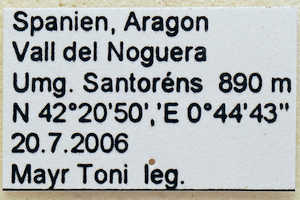 Spanien, Aragon
Vall del Noguera
Umg. Santoréns 890 m
N 42°20'50','E 0°44'43"
20.7.2006
Mayr Toni leg.